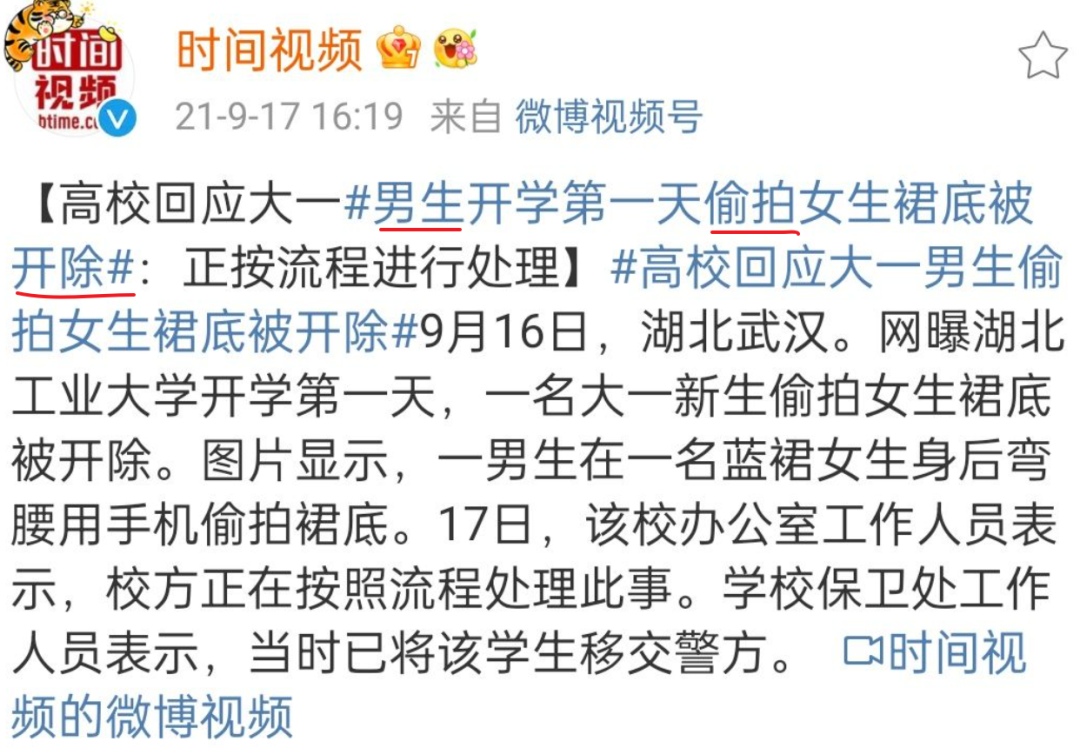 时间视频
btime.c
时间视频
21-9-17 16:19 来自 微博视频号
【高校回应大一#男生开学第一天偷拍女生裙底被
开除#：正按流程进行处理】#高校回应大一男生偷
拍女生裙底被开除#9月16日，湖北武汉。网曝湖北
工业大学开学第一天，一名大一新生偷拍女生裙底
被开除。图片显示，一男生在一名蓝裙女生身后弯
腰用手机偷拍裙底。17日，该校办公室工作人员表
示，校方正在按照流程处理此事。学校保卫处工作
人员表示，当时已将该学生移交警方。 时间视
频的微博视频